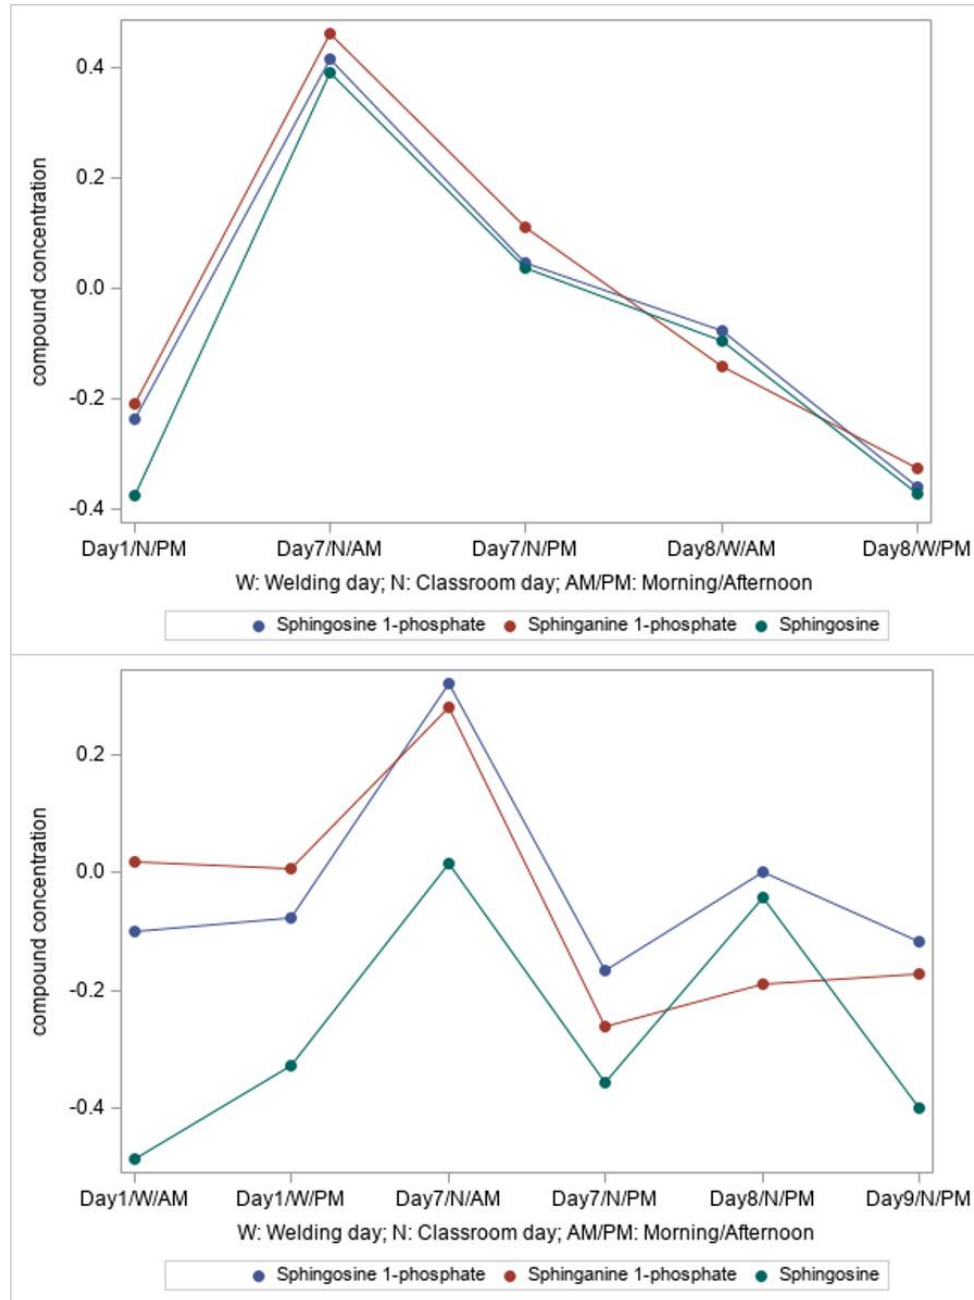 compound concentration
0.4
0.2
0.0
-0.2
-0.4
Day1/N/PM Day7/N/AM Day7/N/PM Day8/W/AM Day8/W/PM
W: Welding day; N: Classroom day; AM/PM: Morning/Afternoon
Sphingosine 1-phosphate Sphinganine 1-phosphate Sphingosine
compound concentration
0.2
0.0
-0.2
-0.4
Day1/W/AM Day1/W/PM Day7/N/AM Day7/N/PM Day8/N/PM Day9/N/PM
W: Welding day; N: Classroom day; AM/PM: Morning/Afternoon
Sphingosine 1-phosphate Sphinganine 1-phosphate Sphingosine